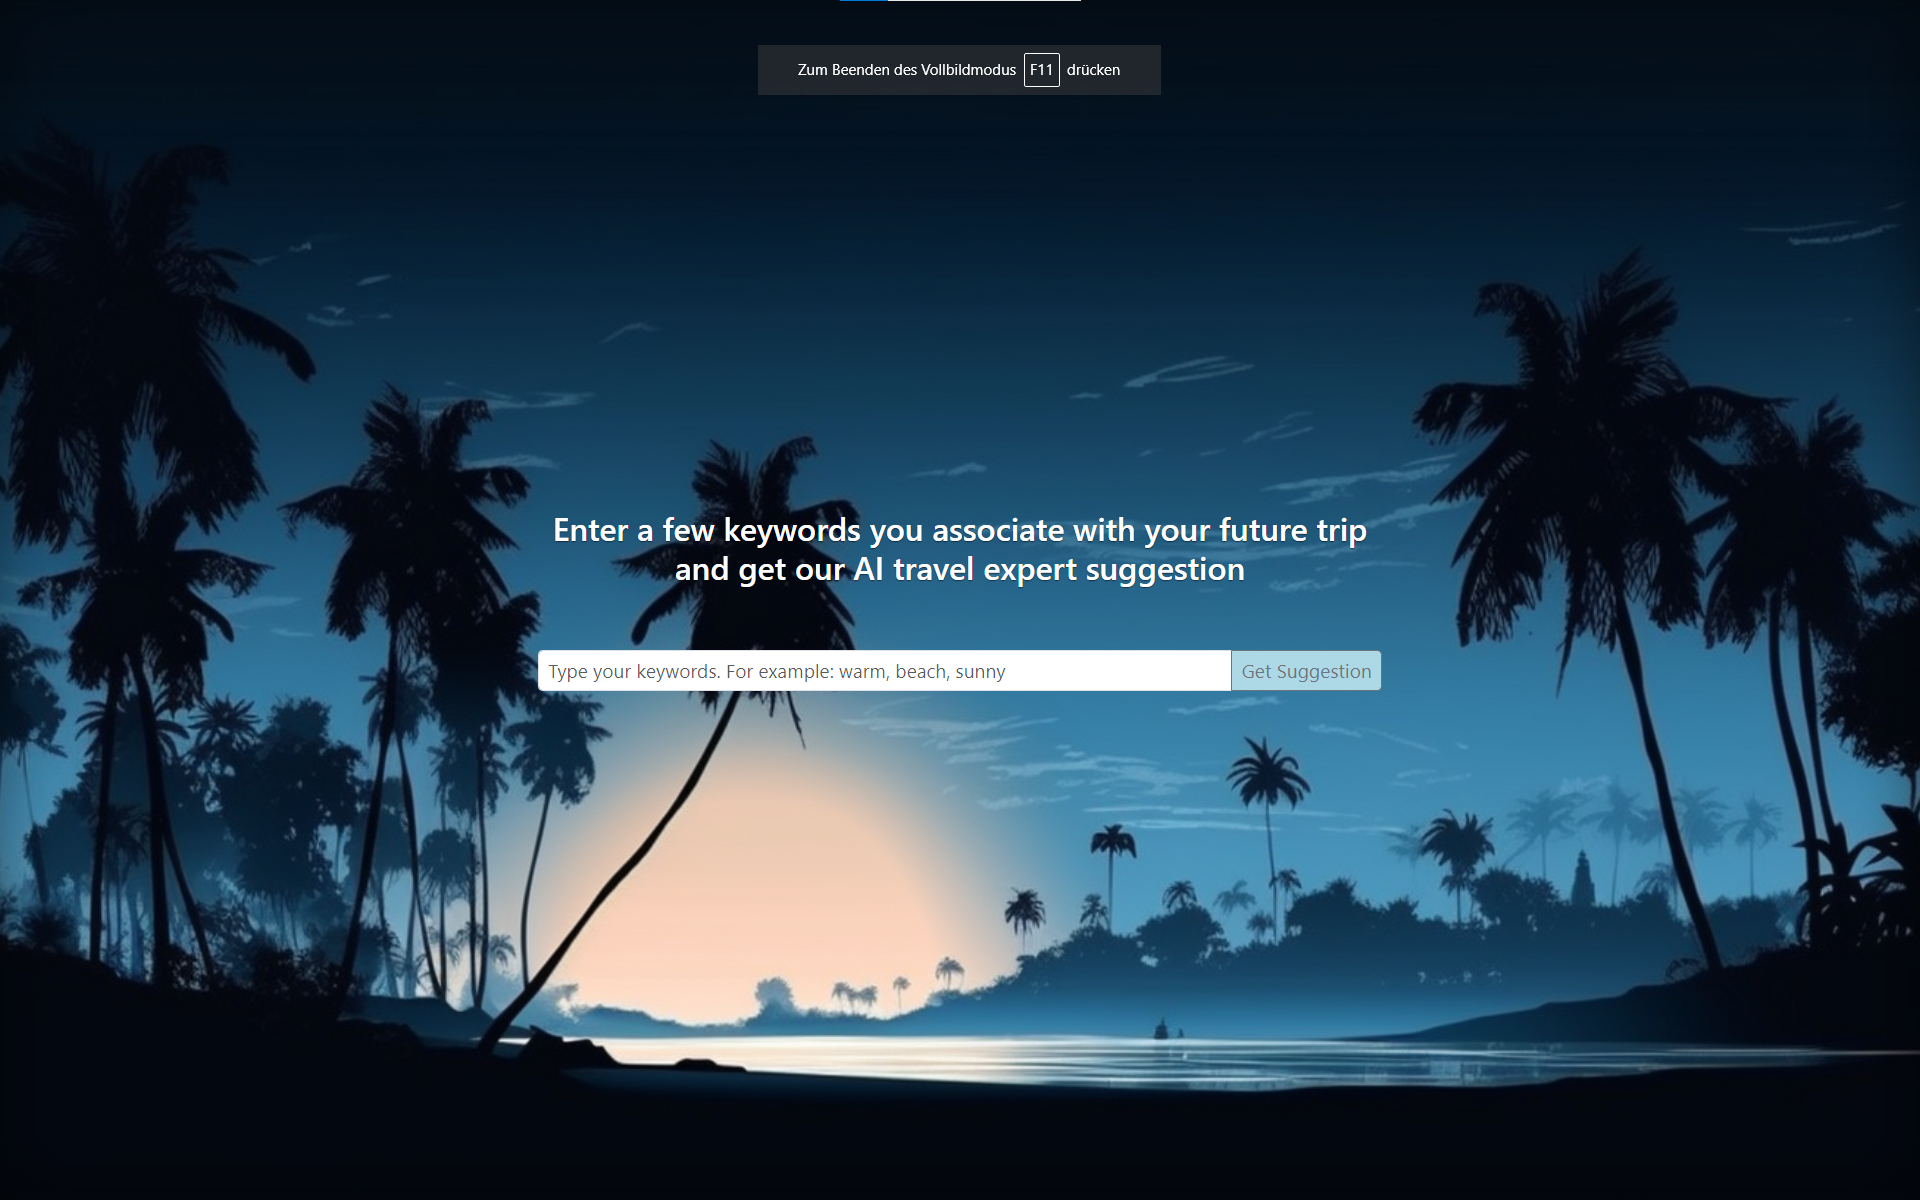 Zum Beenden des Vollbildmodus F11 drücken
Enter a few keywords you associate with your future trip
and get our AI travel expert suggestion
Type your keywords. For example: warm, beach, sunny
Get Suggestion